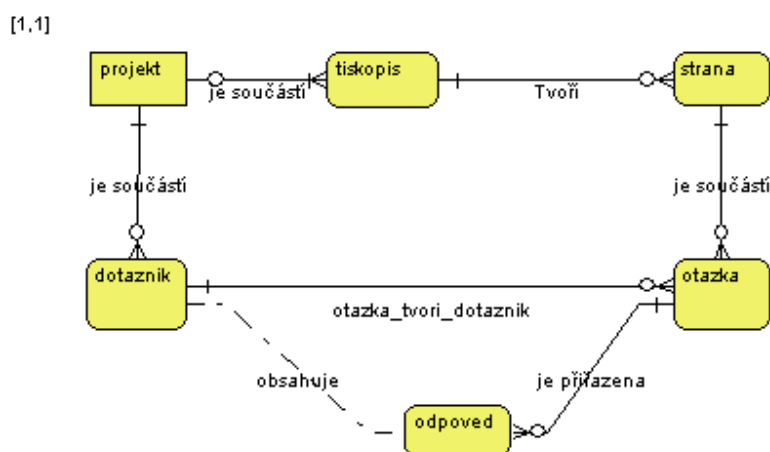 [1,1]
projekt
tiskopis
strana
je součástí
Tvoří
je součástí
je součástí
dotaznik
otazka
otazka_tvori_dotaznik
obsahuje
je přiřazena
odpoved